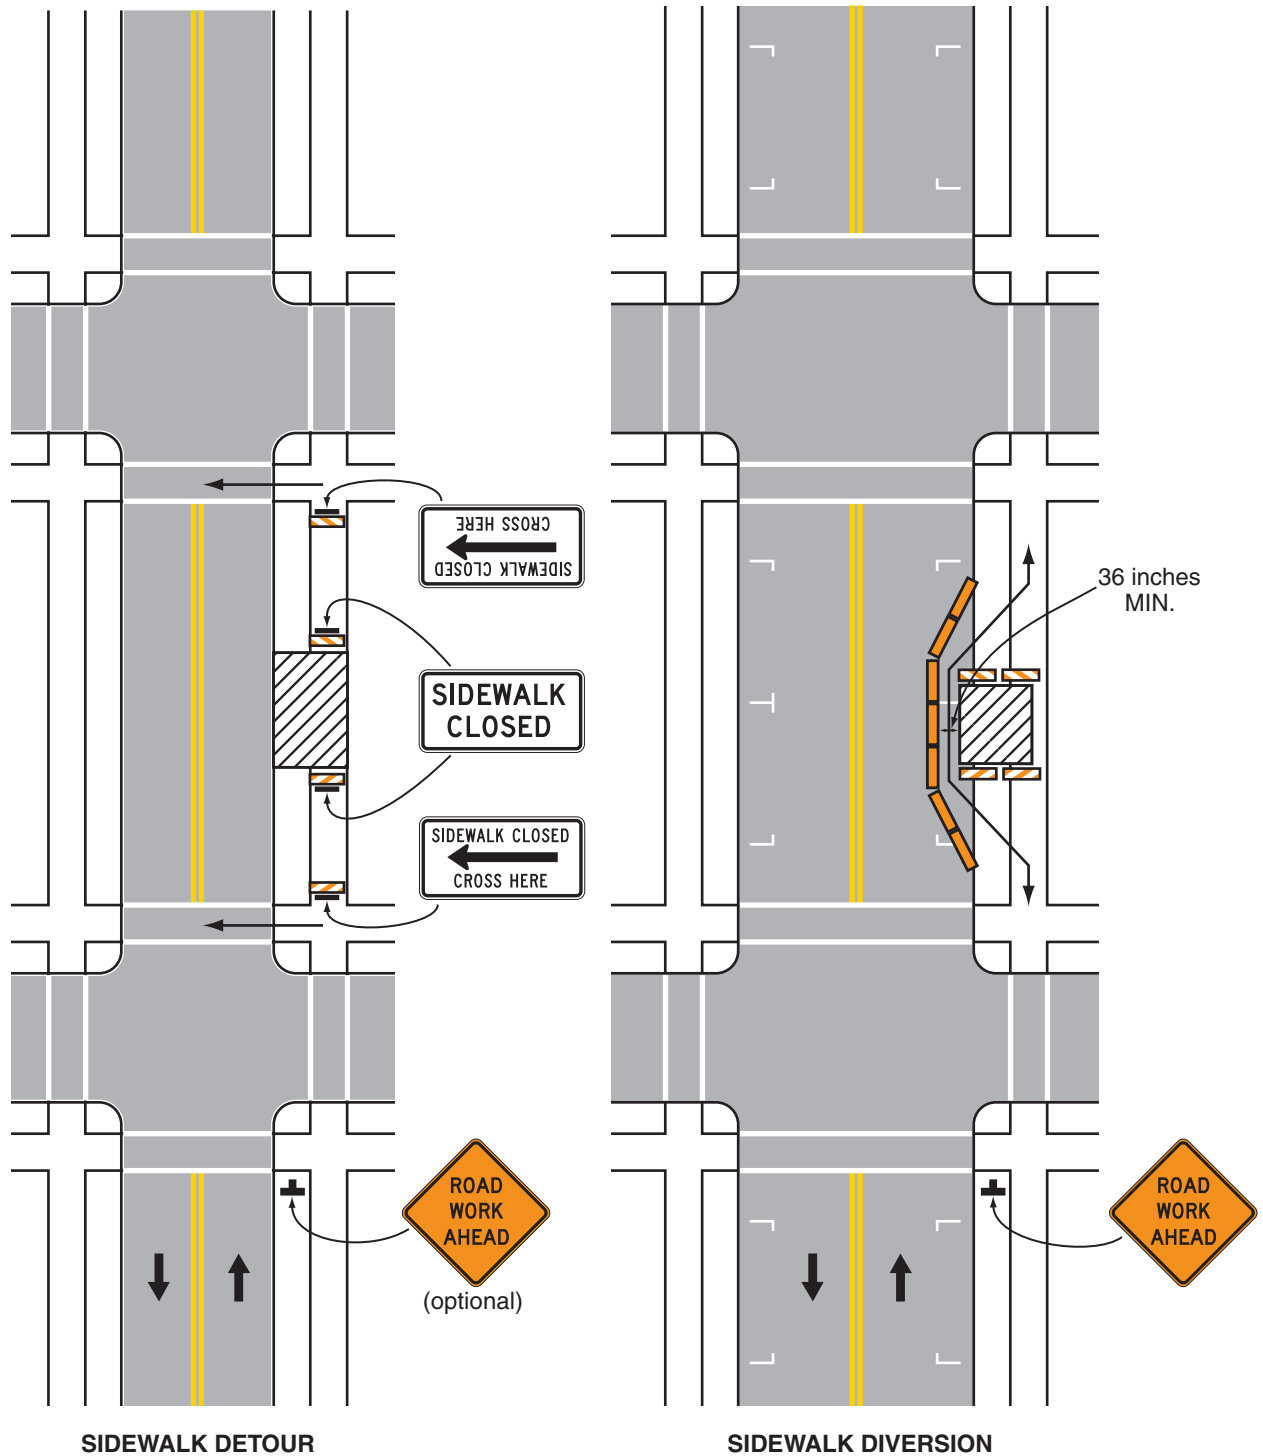 CROSS HERE
SIDEWALK CLOSED
36 inches
MIN.
SIDEWALK
CLOSED
SIDEWALK CLOSED
CROSS HERE
ROAD
WORK
AHEAD
(optional)
ROAD
WORK
AHEAD
SIDEWALK DETOUR
SIDEWALK DIVERSION